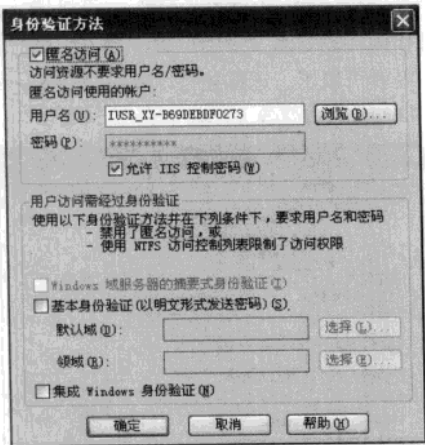 身份验证方法
匿名访问(A)
访问资源不要求用户名/密码。
匿名访问使用的帐户:
用户名(U): IUSR_XY-B69DEBDF0273 浏览(B)...
密码(P): **********
允许 IIS 控制密码(W)
用户访问需经过身份验证
使用以下身份验证方法并在下列条件下，要求用户名和密码
- 禁用了匿名访问，或
- 使用 NTFS 访问控制列表限制了访问权限
Windows 域服务器的摘要式身份验证(I)
基本身份验证(以明文形式发送密码)(S)
默认域(D): 选择(L)...
领域(R): 选择(E)...
集成 Windows 身份验证(N)
确定 取消 帮助(H)